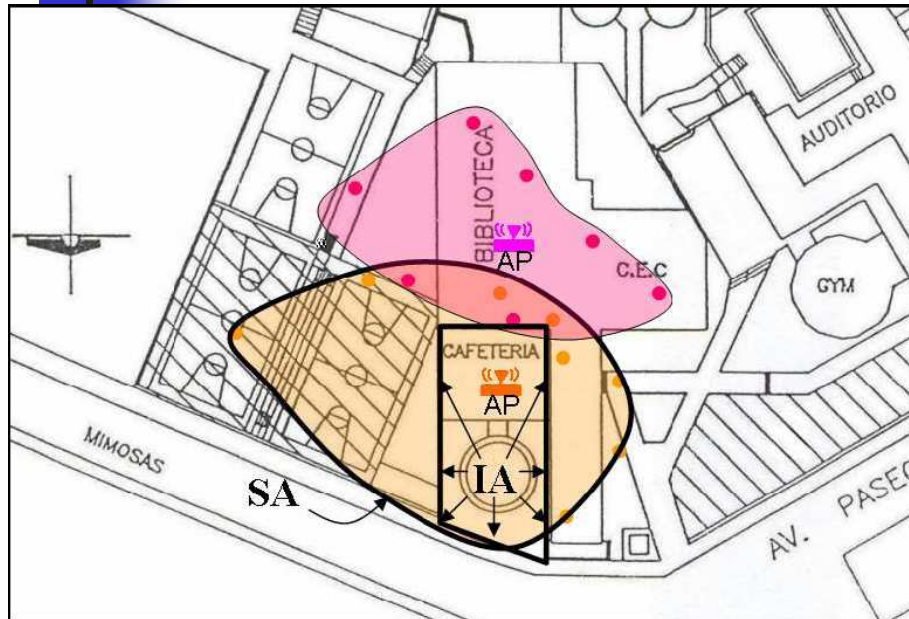 BIBLIOTECA
AUDITORIO
AP
C.E.C
GYM
CAFETERIA
AP
MIMOSAS
SA
IA
AV. PASEO